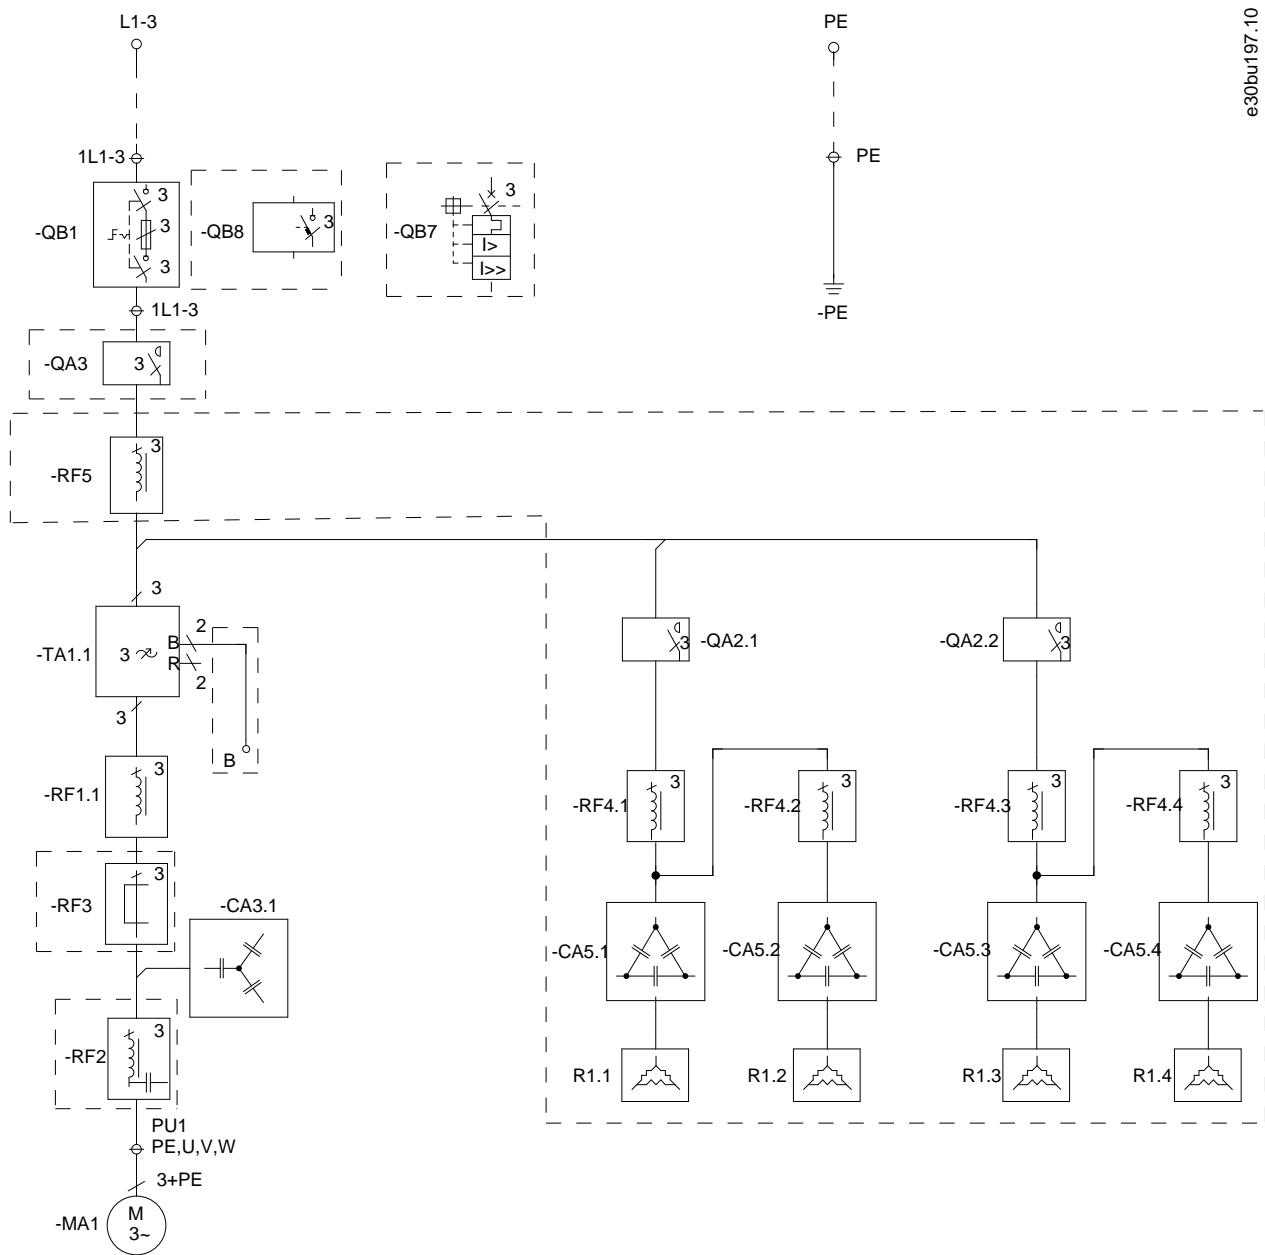 L1-3
PE
e30bu197.10
1L1-3
PE
3
-QB1
3
3
-QB8
3
-QB7
3
I>
I>>
1L1-3
-PE
-QA3
3
3
-RF5
3
2
-TA1.1
3
B
R
2
-QA2.1
3
-QA2.2
3
3
B
3
-RF1.1
3
-RF4.1
3
-RF4.2
3
-RF4.3
3
-RF4.4
3
-RF3
-CA3.1
-CA5.1
-CA5.2
-CA5.3
-CA5.4
3
-RF2
R1.1
R1.2
R1.3
R1.4
PU1
PE,U,V,W
3+PE
-MA1
M
3~